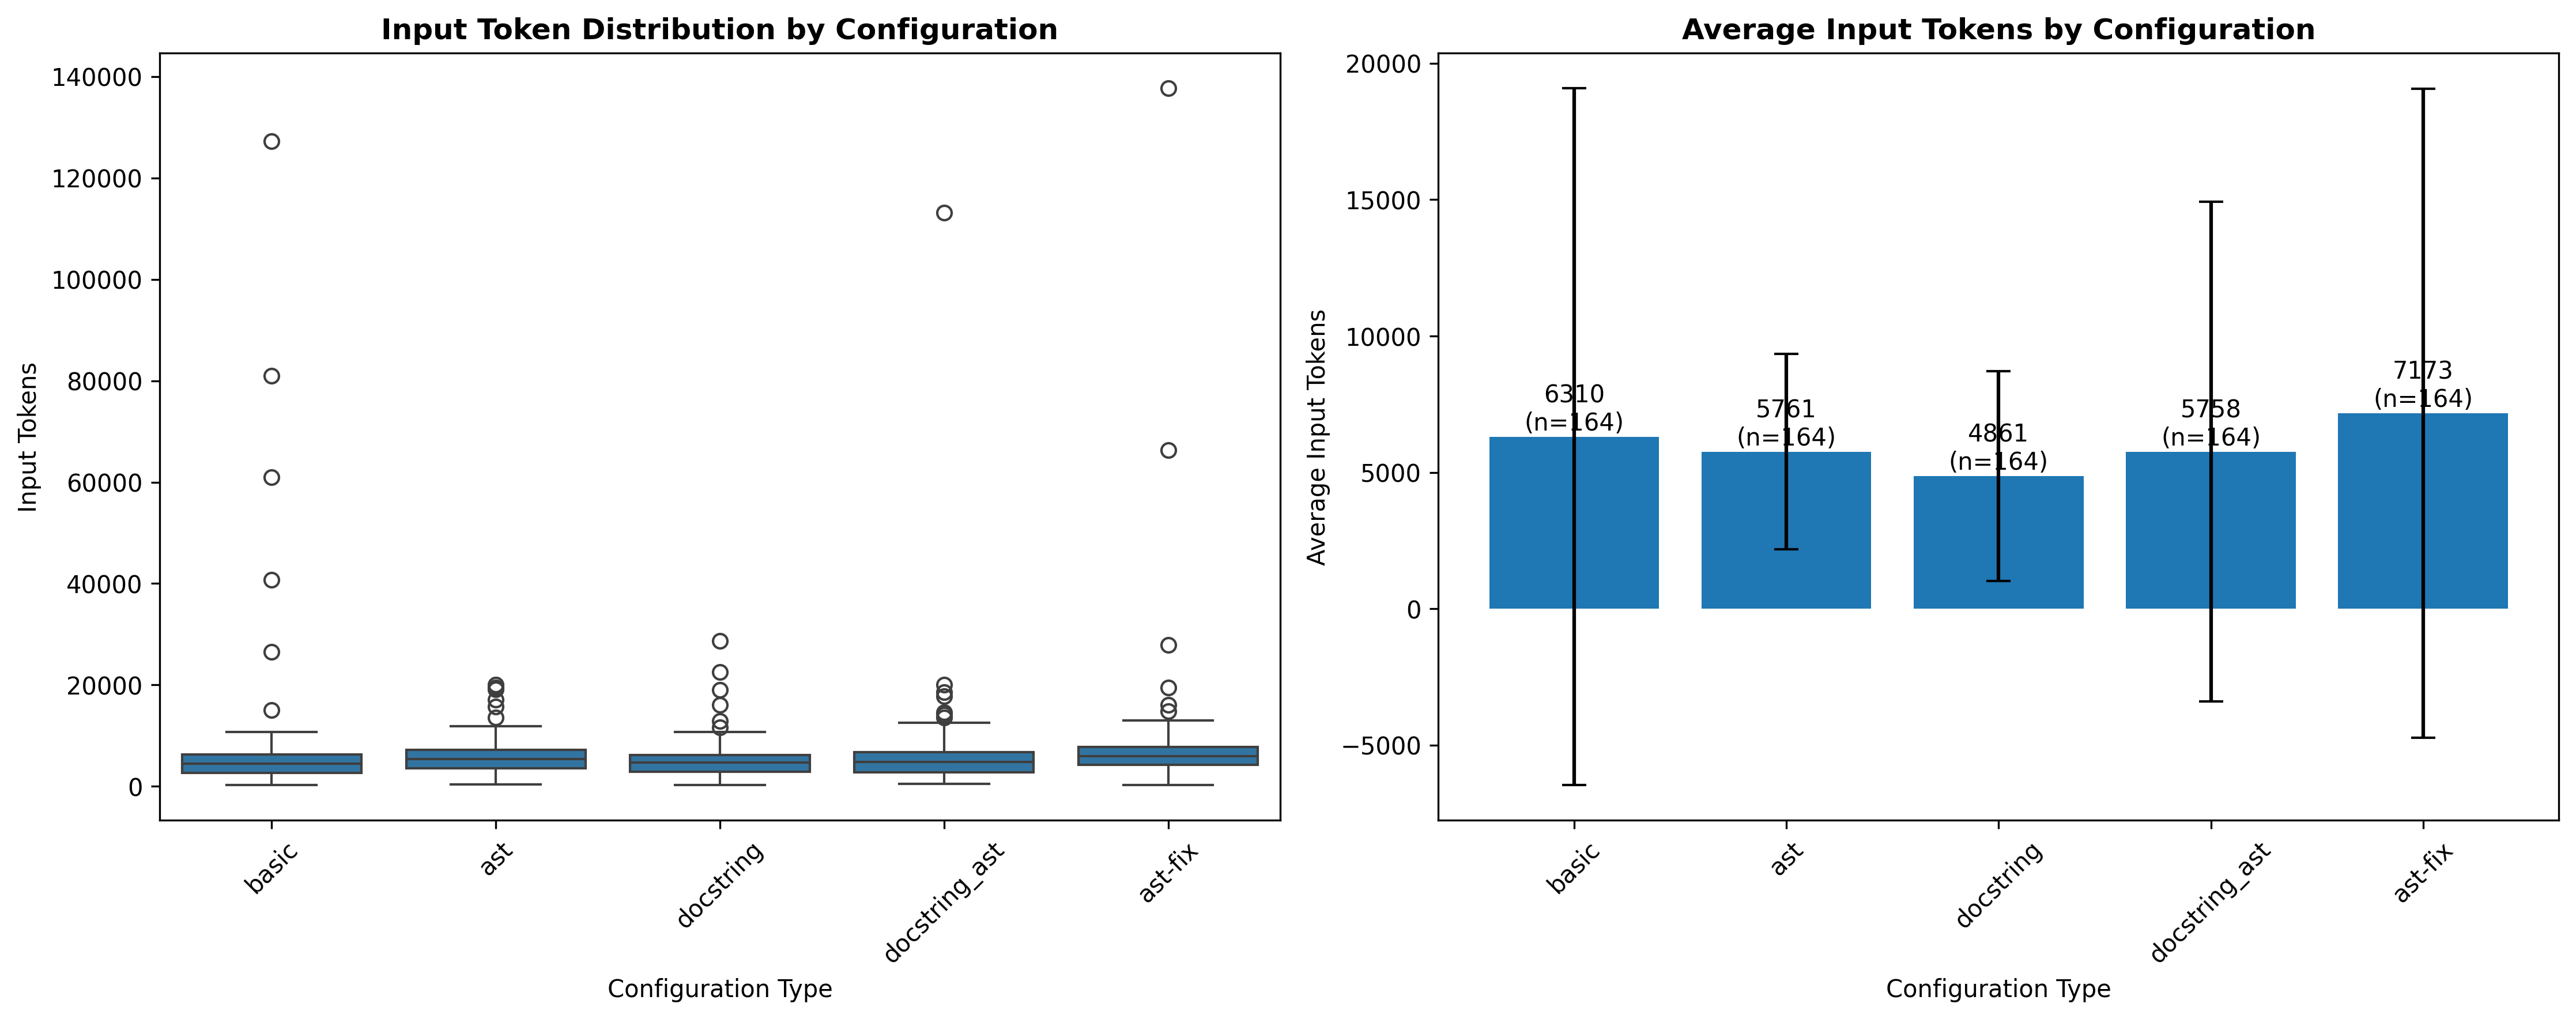 Input Token Distribution by Configuration
Input Tokens
140000
120000
100000
80000
60000
40000
20000
0
basic
ast
docstring
docstring_ast
ast-fix
Configuration Type
Average Input Tokens by Configuration
Average Input Tokens
20000
15000
10000
5000
0
−5000
6310
(n=164)
5761
(n=164)
4861
(n=164)
5758
(n=164)
7173
(n=164)
basic
ast
docstring
docstring_ast
ast-fix
Configuration Type